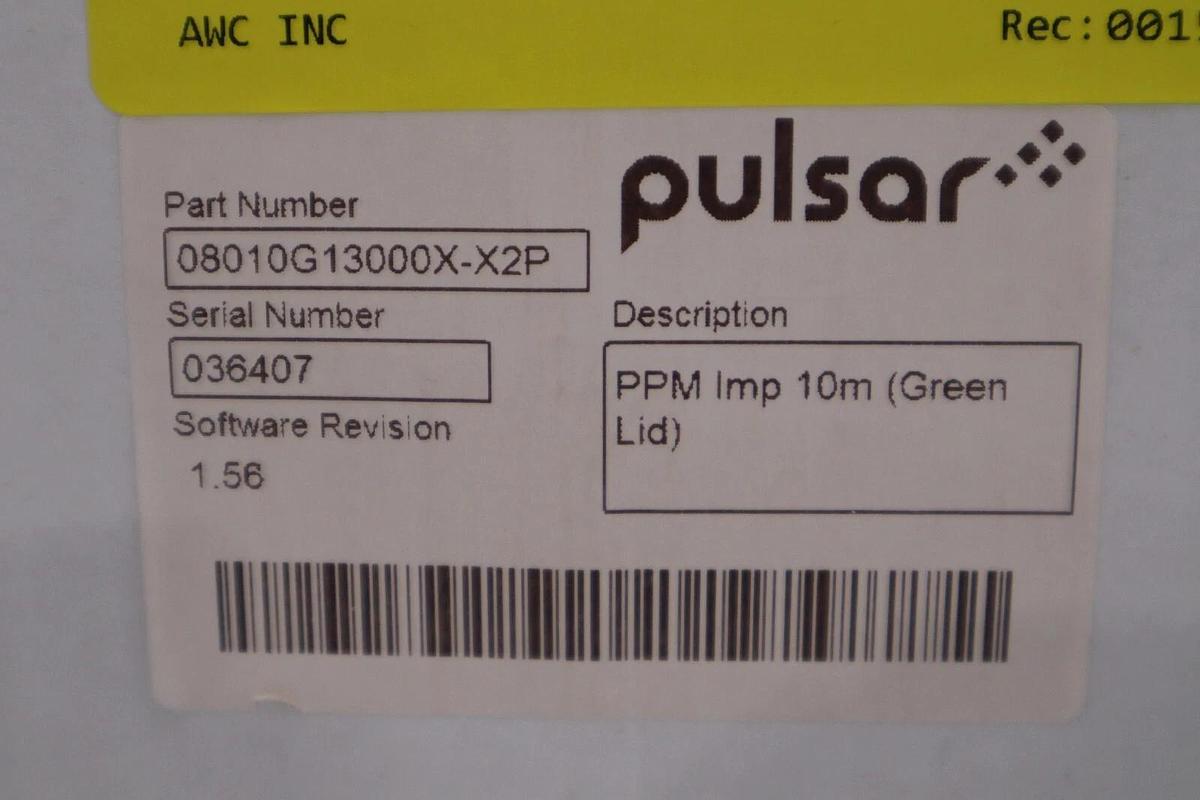 AWC INC
Rec:0015
pulsar
Part Number
08010G13000X-X2P
Serial Number
036407
Software Revision
1.56
Description
PPM Imp 10m (Green
Lid)